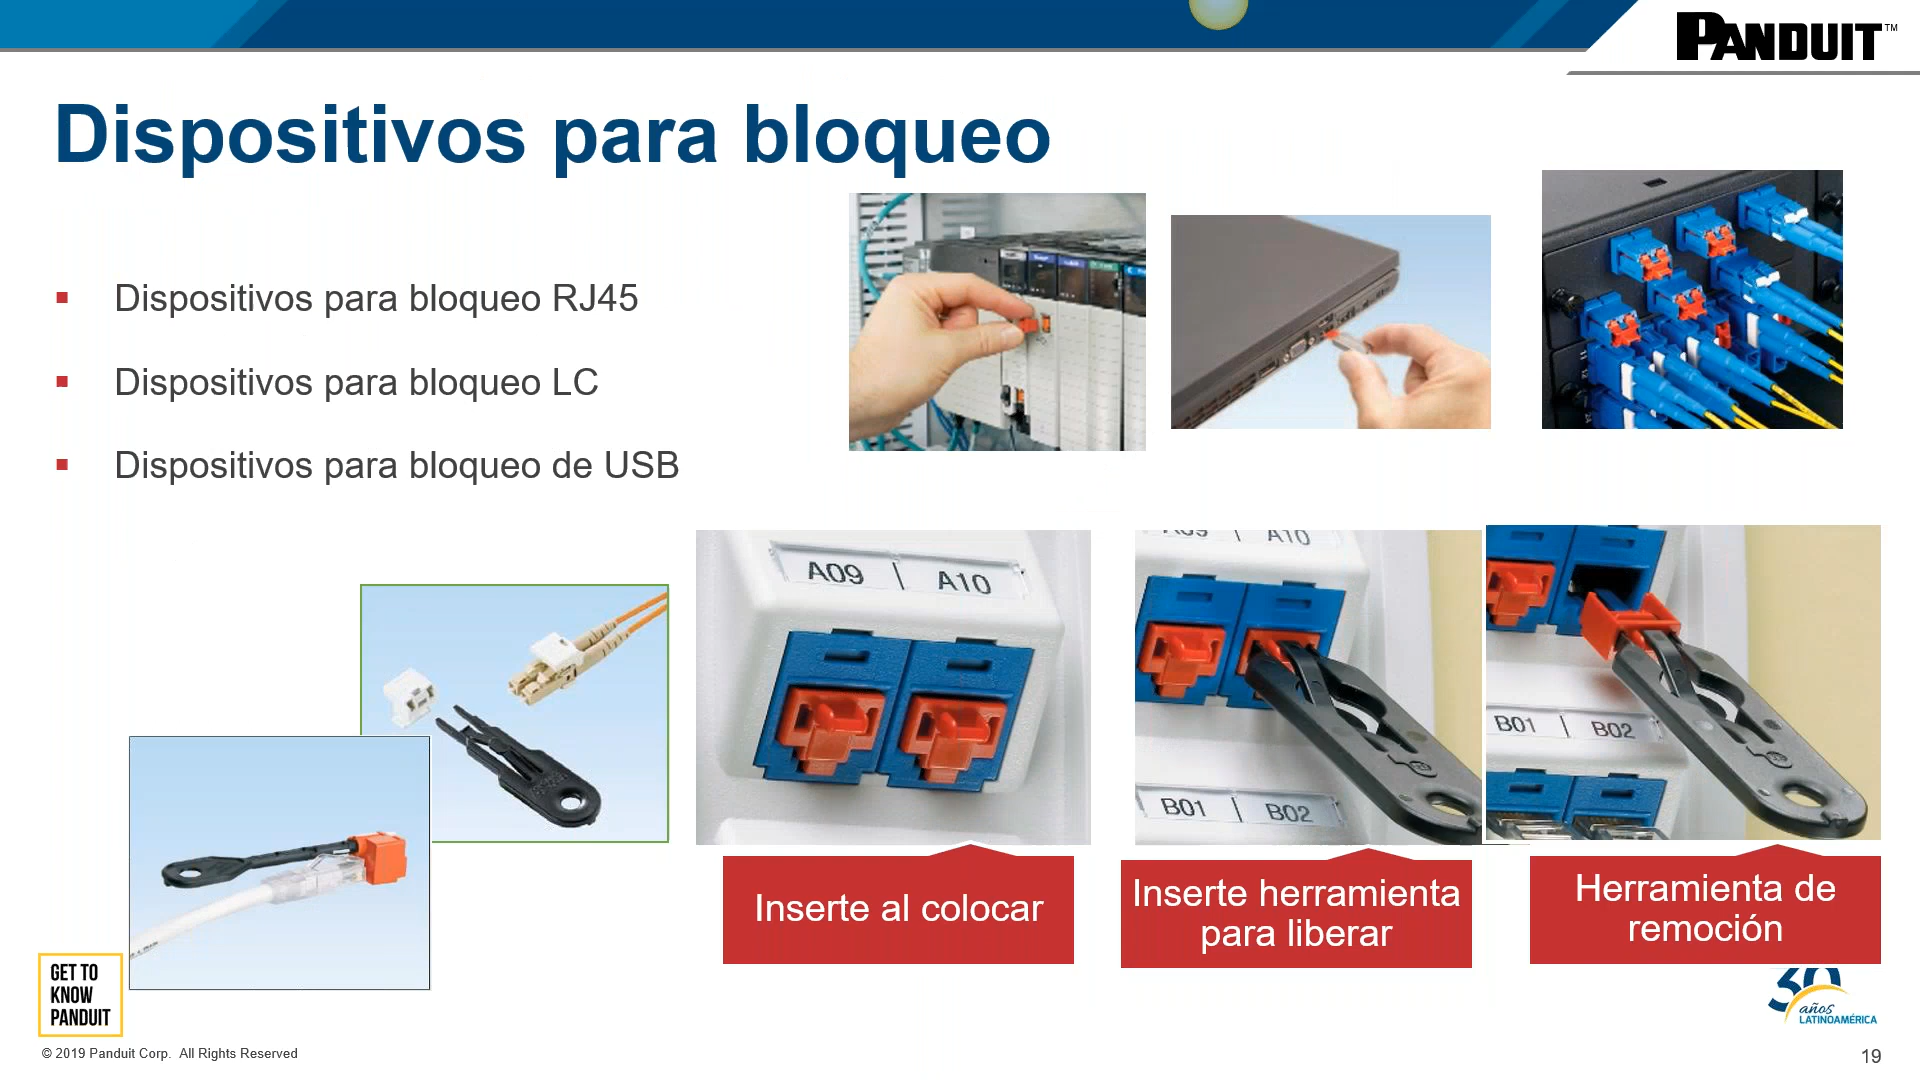 PANDUIT™
Dispositivos para bloqueo
▪ Dispositivos para bloqueo RJ45
▪ Dispositivos para bloqueo LC
▪ Dispositivos para bloqueo de USB
A09 | A10
A09 | A10
B01 | B02
B01 | B02
Inserte al colocar
Inserte herramienta
para liberar
Herramienta de
remoción
GET TO
KNOW
PANDUIT
30
años
LATINOAMÉRICA
© 2019 Panduit Corp. All Rights Reserved
19